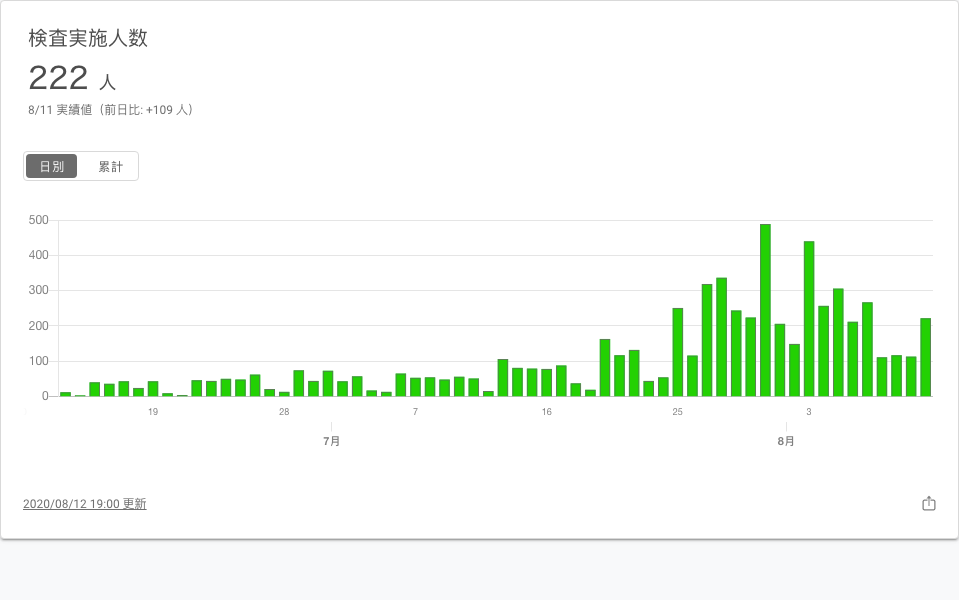 検査実施人数
222 人
8/11 実績値（前日比: +109 人）
日別 累計
500
400
300
200
100
0
19 28 7 16 25 3
7月 8月
2020/08/12 19:00 更新